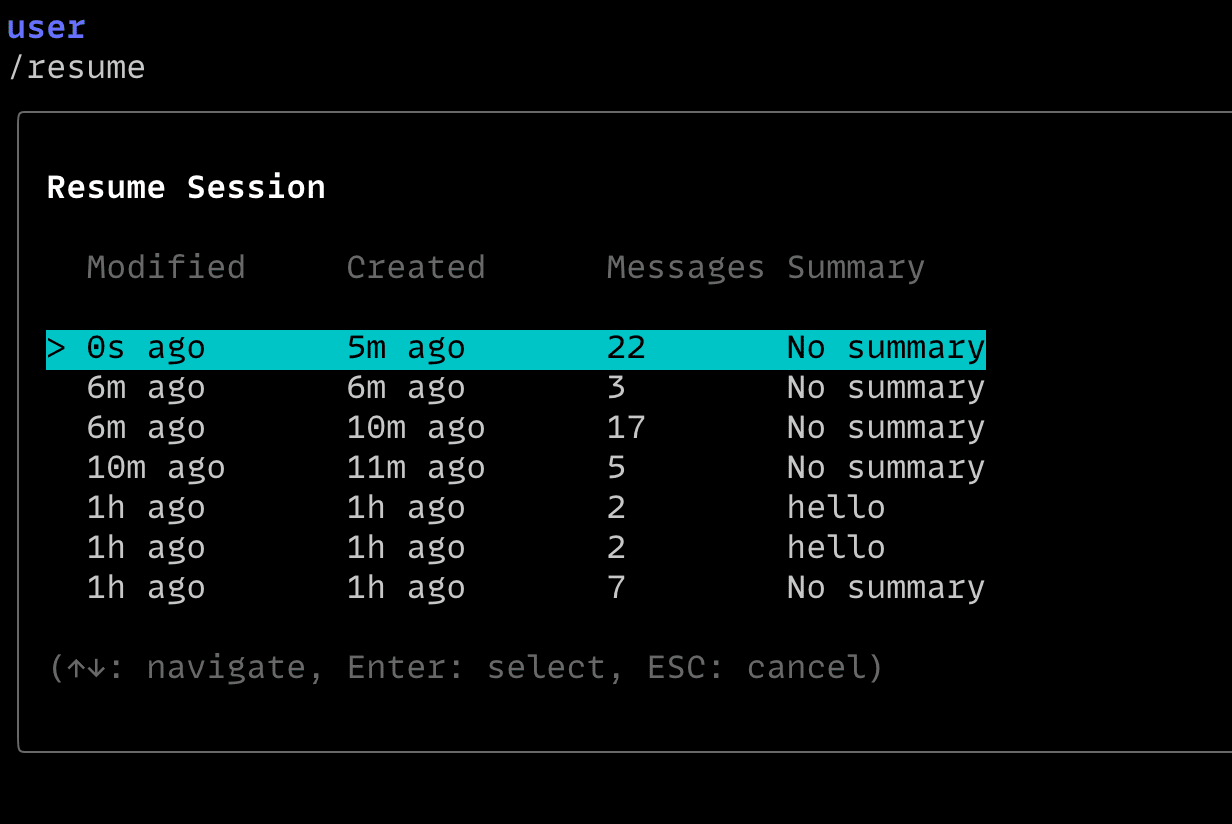 user
/resume
Resume Session
Modified Created Messages Summary
> 0s ago 5m ago 22 No summary
6m ago 6m ago 3 No summary
6m ago 10m ago 17 No summary
10m ago 11m ago 5 No summary
1h ago 1h ago 2 hello
1h ago 1h ago 2 hello
1h ago 1h ago 7 No summary
(↑↓: navigate, Enter: select, ESC: cancel)